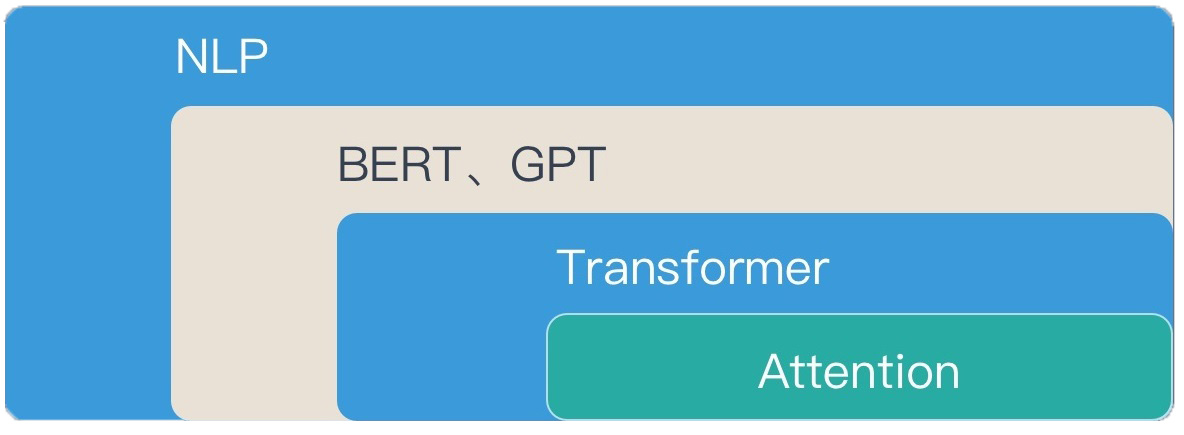 NLP
BERT、GPT
Transformer
Attention